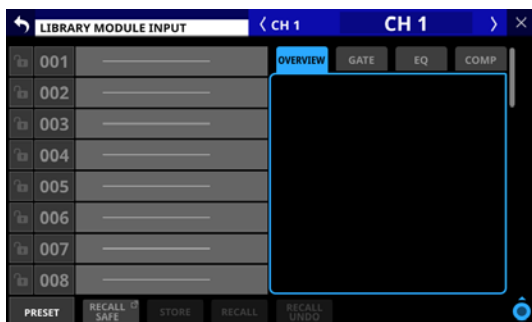 LIBRARY MODULE INPUT
CH 1
CH 1
OVERVIEW GATE EQ COMP
001
002
003
004
005
006
007
008
PRESET
RECALL
SAFE
STORE
RECALL
RECALL
UNDO